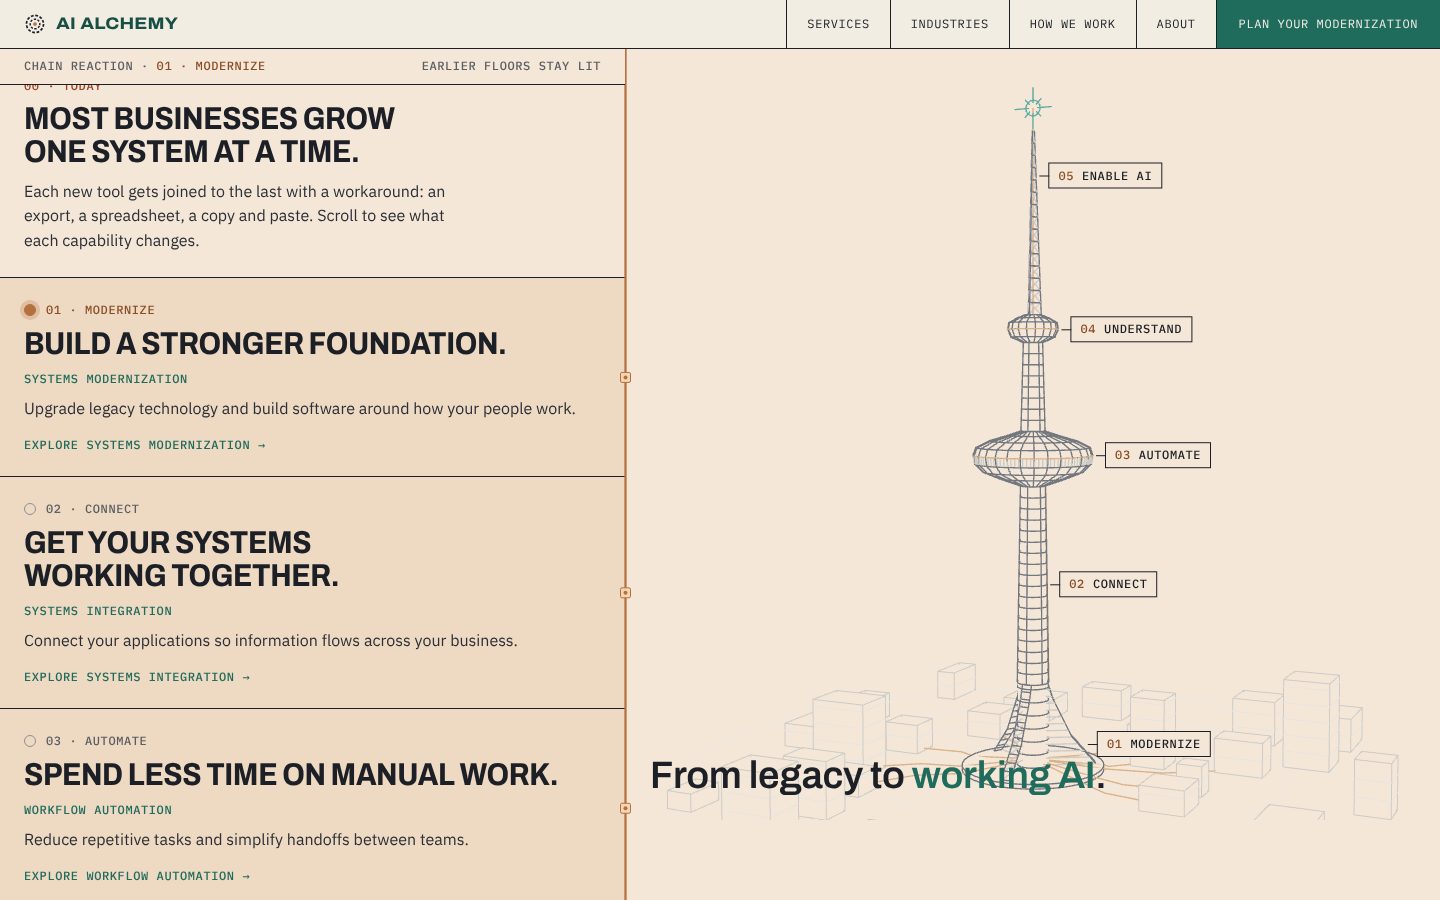 AI ALCHEMY
SERVICES
INDUSTRIES
HOW WE WORK
ABOUT
PLAN YOUR MODERNIZATION
CHAIN REACTION · 01 · MODERNIZE
EARLIER FLOORS STAY LIT
00 · TODAY
MOST BUSINESSES GROW
ONE SYSTEM AT A TIME.
Each new tool gets joined to the last with a workaround: an
export, a spreadsheet, a copy and paste. Scroll to see what
each capability changes.
01 · MODERNIZE
BUILD A STRONGER FOUNDATION.
SYSTEMS MODERNIZATION
Upgrade legacy technology and build software around how your people work.
EXPLORE SYSTEMS MODERNIZATION →
02 · CONNECT
GET YOUR SYSTEMS
WORKING TOGETHER.
SYSTEMS INTEGRATION
Connect your applications so information flows across your business.
EXPLORE SYSTEMS INTEGRATION →
03 · AUTOMATE
SPEND LESS TIME ON MANUAL WORK.
WORKFLOW AUTOMATION
Reduce repetitive tasks and simplify handoffs between teams.
EXPLORE WORKFLOW AUTOMATION →
05 ENABLE AI
04 UNDERSTAND
03 AUTOMATE
02 CONNECT
01 MODERNIZE
From legacy to working AI.